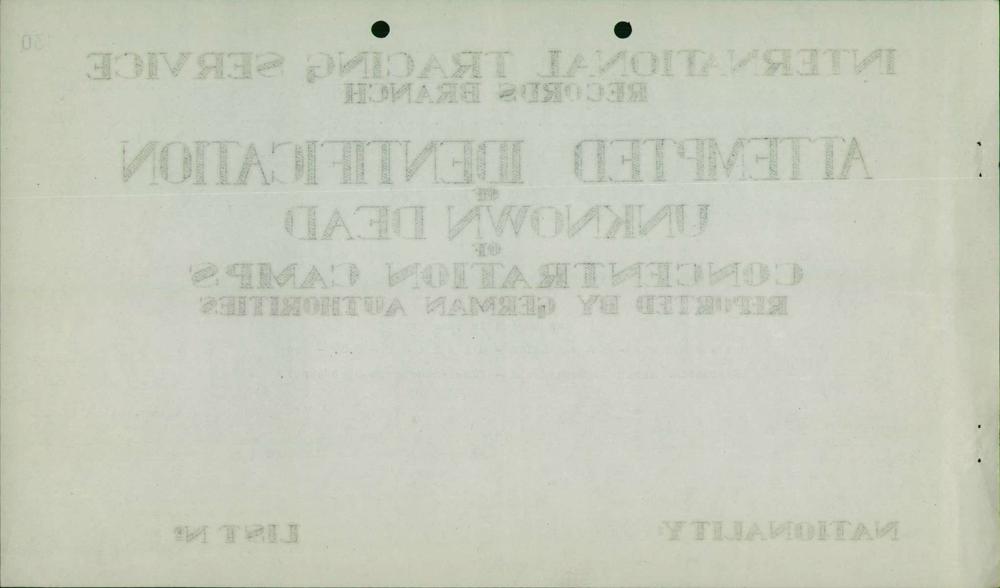 30
INTERNATIONAL TRACING SERVICE
RECORDS BRANCH
ATTEMPTED IDENTIFICATION
OF
UNKNOWN DEAD
OF
CONCENTRATION CAMPS
REPORTED BY GERMAN AUTHORITIES
NATIONALITY: LIST Nº